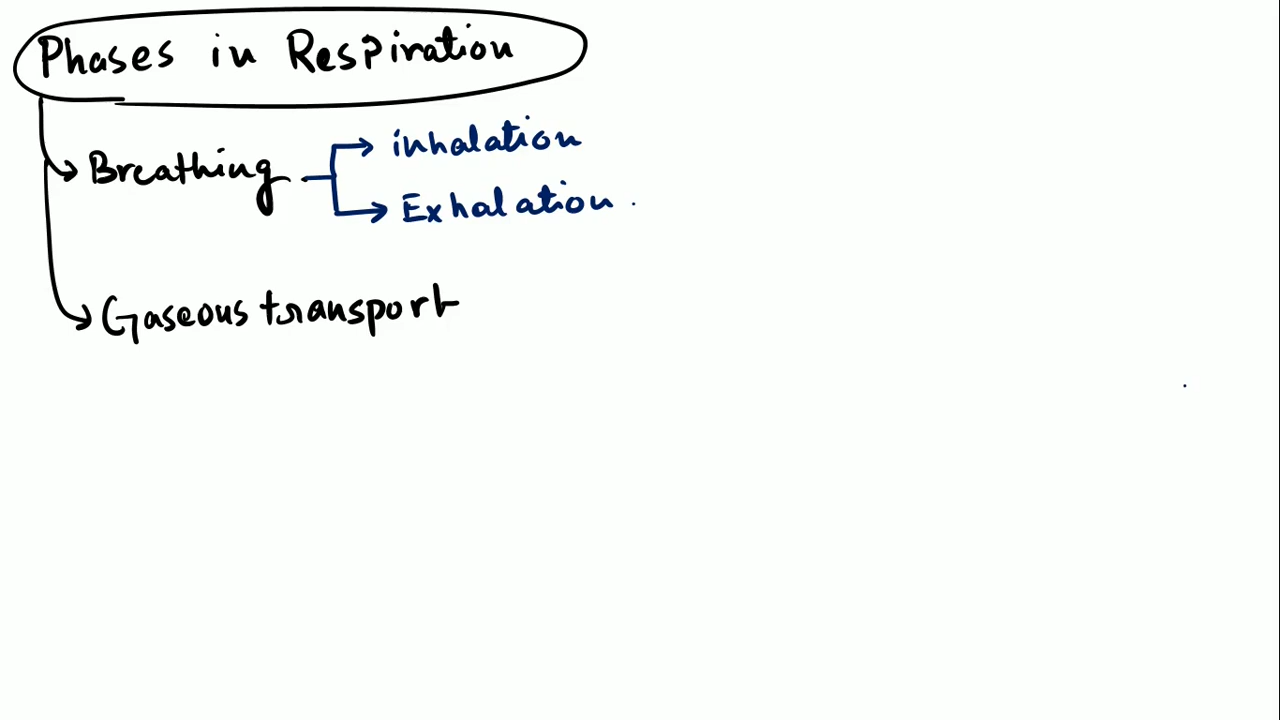 Phases in Respiration
Breathing
inhalation
Exhalation.
Gaseous transport